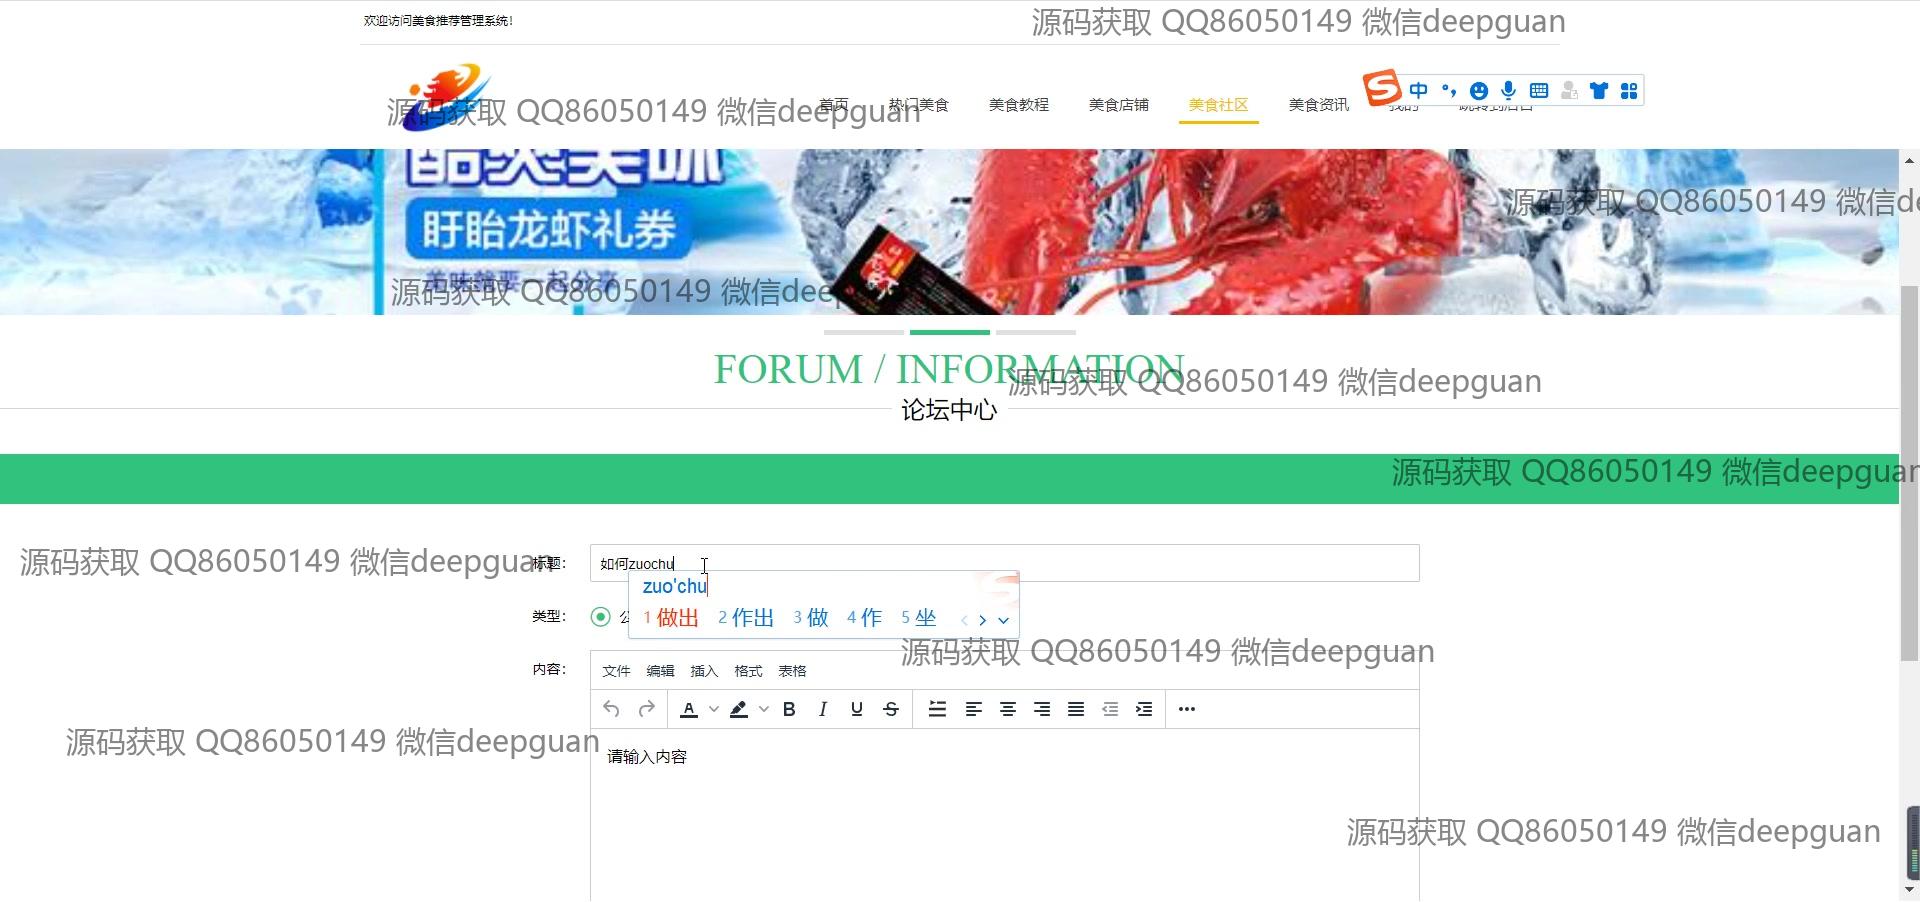 欢迎访问美食推荐管理系统!
源码获取 QQ86050149 微信deepguan
源码获取 QQ86050149 微信deepguan
首页 热门美食 美食教程 美食店铺 美食社区 美食资讯 我的 跳转到后台
中
酷爽美味
源码获取 QQ86050149 微信de
盱眙龙虾礼券
美味就要一起分享
源码获取 QQ86050149 微信deep
FORUM / INFORMATION
源码获取 QQ86050149 微信deepguan
论坛中心
源码获取 QQ86050149 微信deepguan
源码获取 QQ86050149 微信deepguan
标题: 如何zuochu
zuo'chu
类型:
1 做出 2 作出 3 做 4 作 5 坐
源码获取 QQ86050149 微信deepguan
内容: 文件 编辑 插入 格式 表格
A B I U S
源码获取 QQ86050149 微信deepguan
请输入内容
源码获取 QQ86050149 微信deepguan